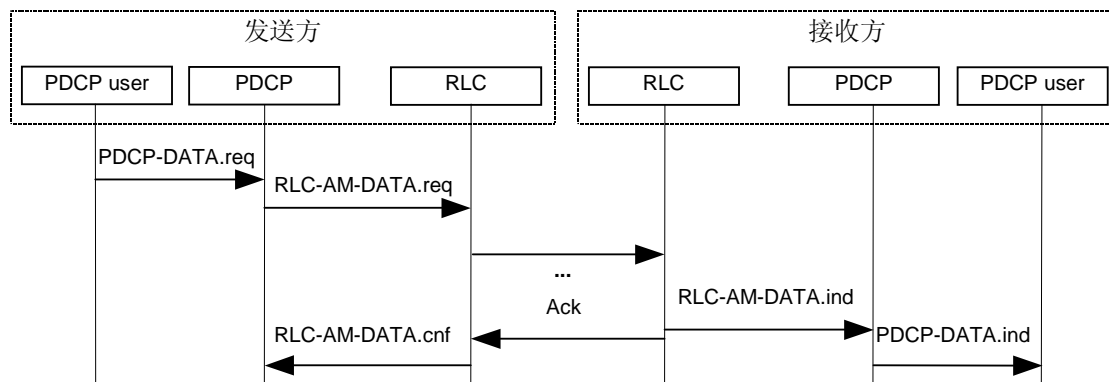 发送方
接收方
PDCP user
PDCP
RLC
RLC
PDCP
PDCP user
PDCP-DATA.req
RLC-AM-DATA.req
...
Ack
RLC-AM-DATA.ind
RLC-AM-DATA.cnf
PDCP-DATA.ind